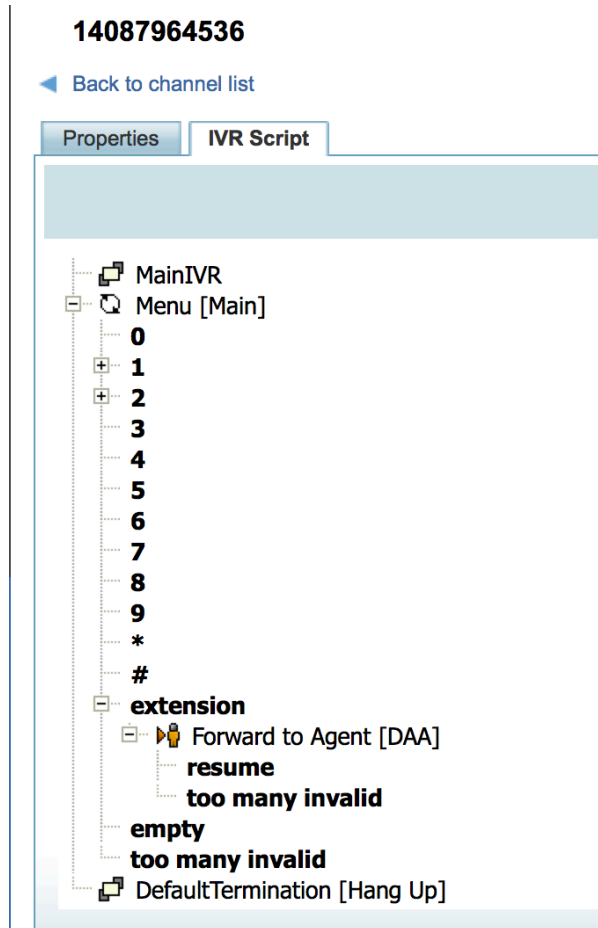 14087964536
Back to channel list
Properties IVR Script
MainIVR
Menu [Main]
0
1
2
3
4
5
6
7
8
9
*
#
extension
Forward to Agent [DAA]
resume
too many invalid
empty
too many invalid
DefaultTermination [Hang Up]